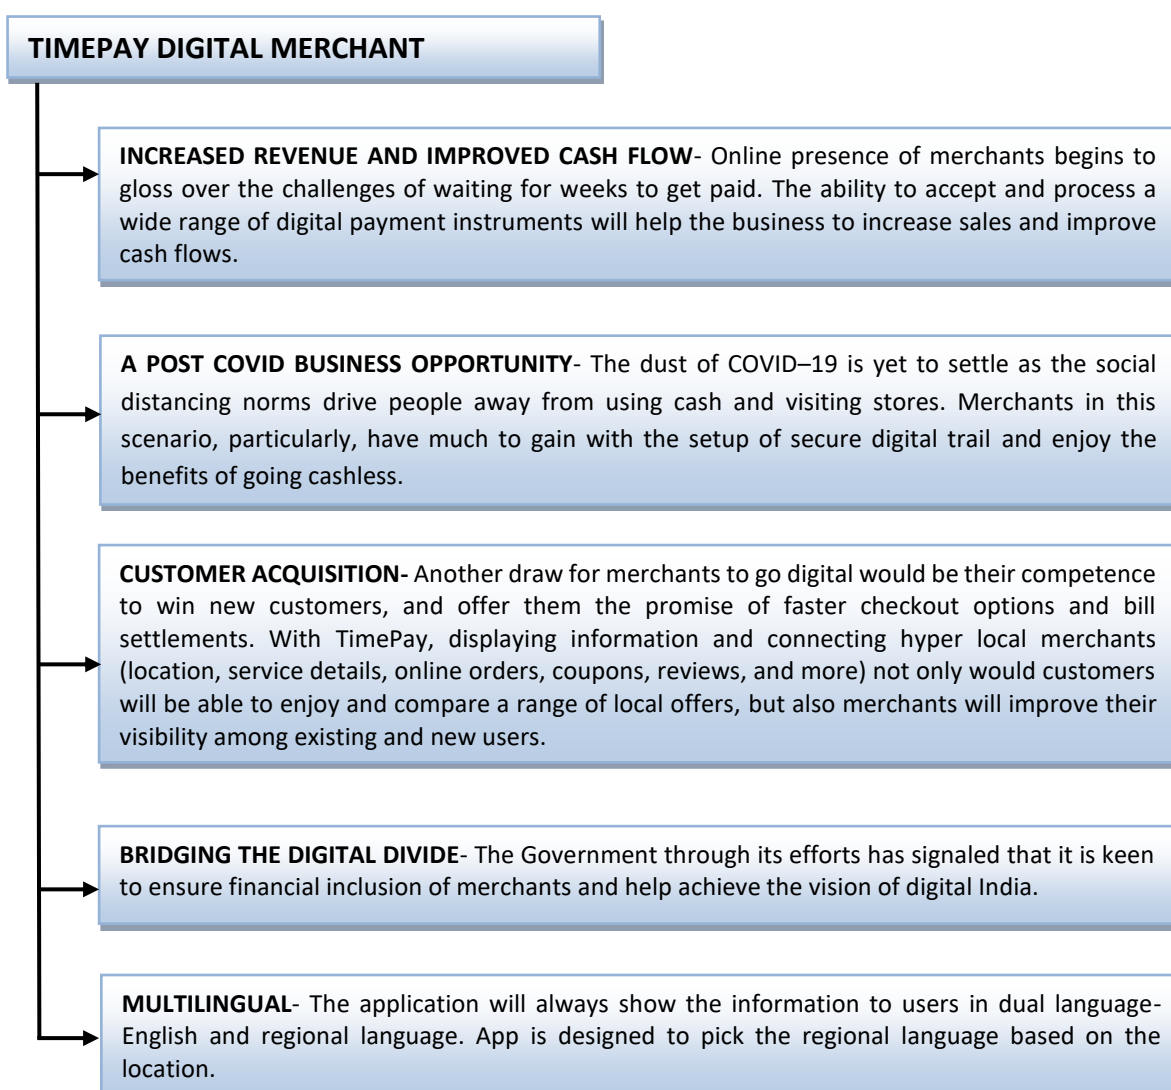 TIMEPAY DIGITAL MERCHANT
INCREASED REVENUE AND IMPROVED CASH FLOW- Online presence of merchants begins to
gloss over the challenges of waiting for weeks to get paid. The ability to accept and process a
wide range of digital payment instruments will help the business to increase sales and improve
cash flows.
A POST COVID BUSINESS OPPORTUNITY- The dust of COVID–19 is yet to settle as the social
distancing norms drive people away from using cash and visiting stores. Merchants in this
scenario, particularly, have much to gain with the setup of secure digital trail and enjoy the
benefits of going cashless.
CUSTOMER ACQUISITION- Another draw for merchants to go digital would be their competence
to win new customers, and offer them the promise of faster checkout options and bill
settlements. With TimePay, displaying information and connecting hyper local merchants
(location, service details, online orders, coupons, reviews, and more) not only would customers
will be able to enjoy and compare a range of local offers, but also merchants will improve their
visibility among existing and new users.
BRIDGING THE DIGITAL DIVIDE- The Government through its efforts has signaled that it is keen
to ensure financial inclusion of merchants and help achieve the vision of digital India.
MULTILINGUAL- The application will always show the information to users in dual language-
English and regional language. App is designed to pick the regional language based on the
location.